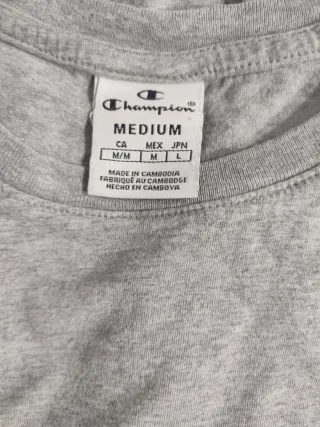 Champion®
MEDIUM
CA MEX JPN
M/M M L
MADE IN CAMBODIA
FABRIQUÉ AU CAMBODGE
HECHO EN CAMBOYA